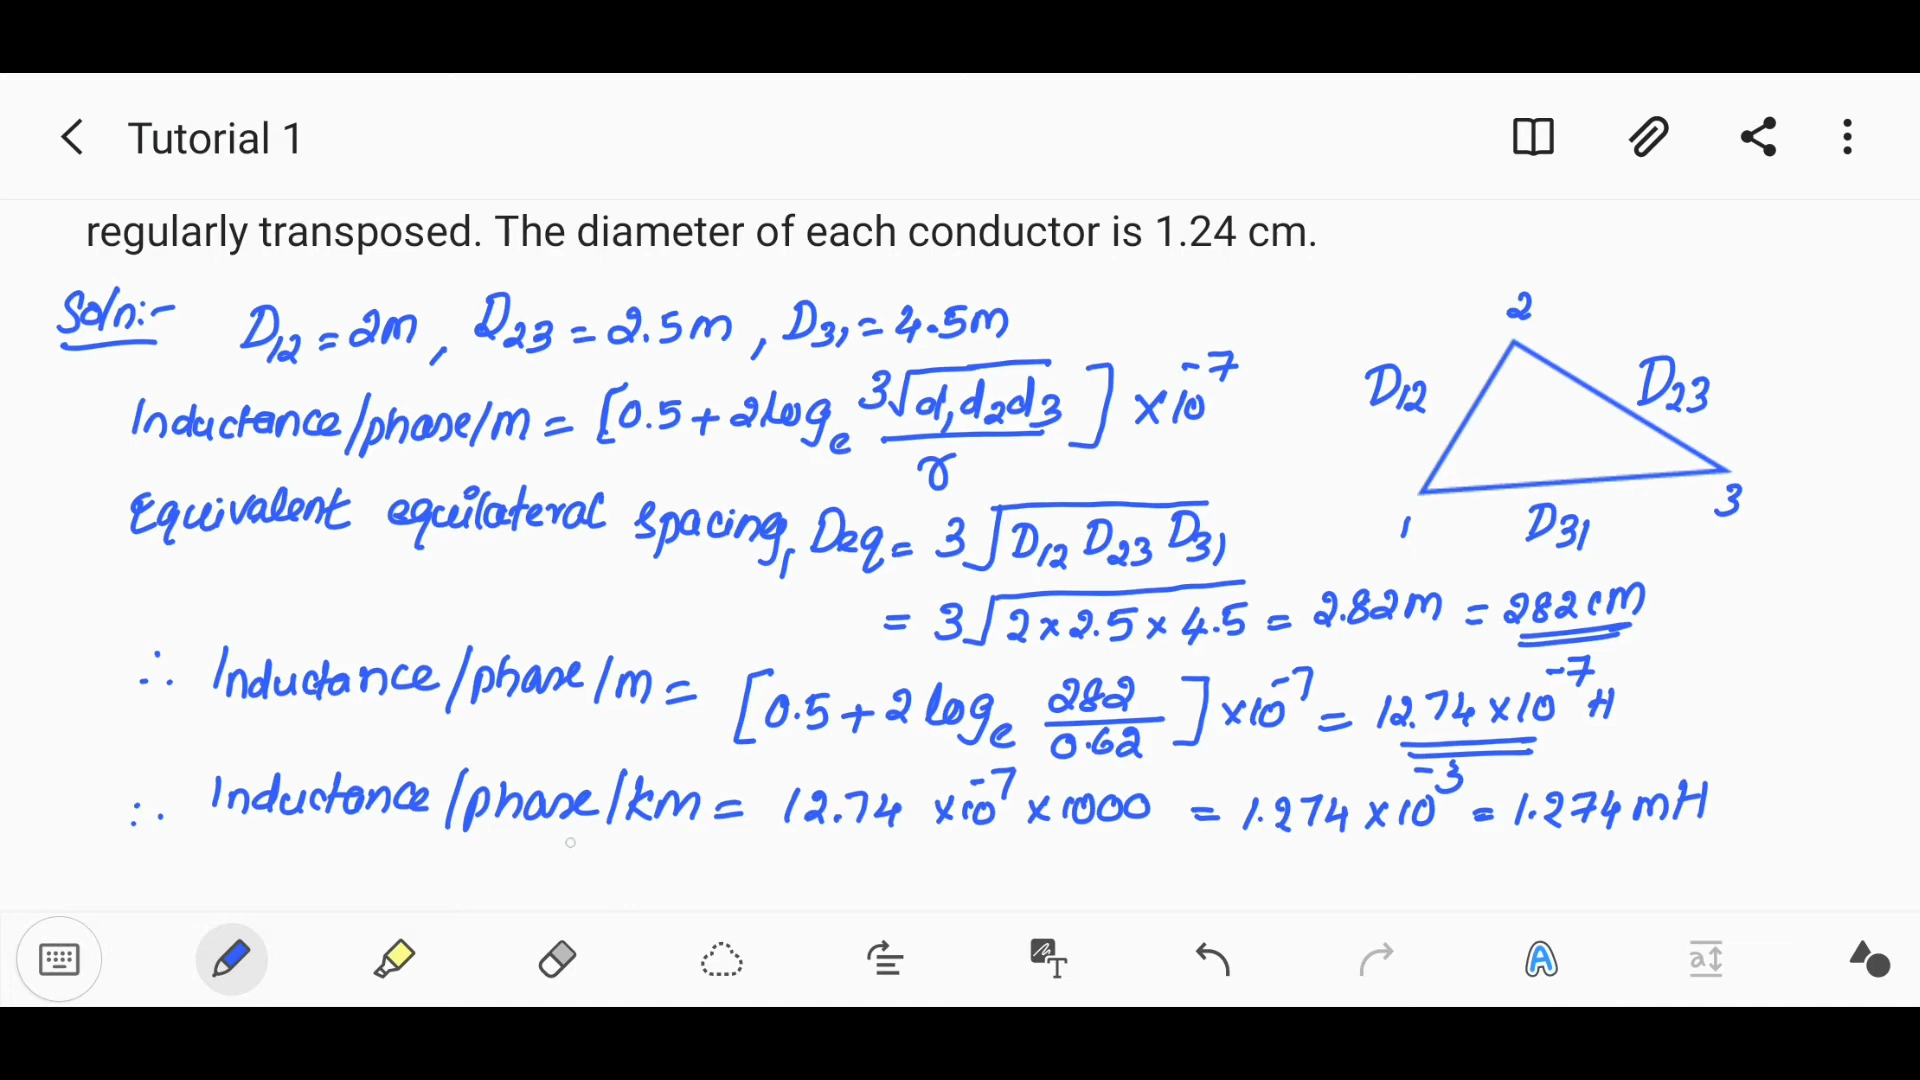 Tutorial 1
regularly transposed. The diameter of each conductor is 1.24 cm.
Soln:- D12 = 2m, D23 = 2.5m, D31 = 4.5m
Inductance/phase/m = [0.5 + 2 loge 3√d1d2d3 / r] × 10^-7
Equivalent equilateral spacing, Deq = 3√D12 D23 D31
= 3√2 × 2.5 × 4.5 = 2.82m = 282cm
∴ Inductance/phase/m = [0.5 + 2 loge 282/0.62] × 10^-7 = 12.74 × 10^-7 H
∴ Inductance/phase/km = 12.74 × 10^-7 × 1000 = 1.274 × 10^-3 = 1.274 mH
2
D12
D23
1
D31
3
T
A
a